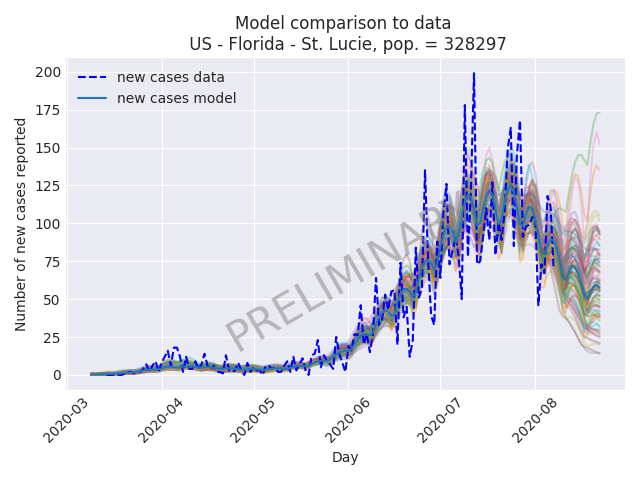 Model comparison to data
US - Florida - St. Lucie, pop. = 328297
new cases data
new cases model
Number of new cases reported
200
175
150
125
100
75
50
25
0
PRELIMINARY
2020-03
2020-04
2020-05
2020-06
2020-07
2020-08
Day